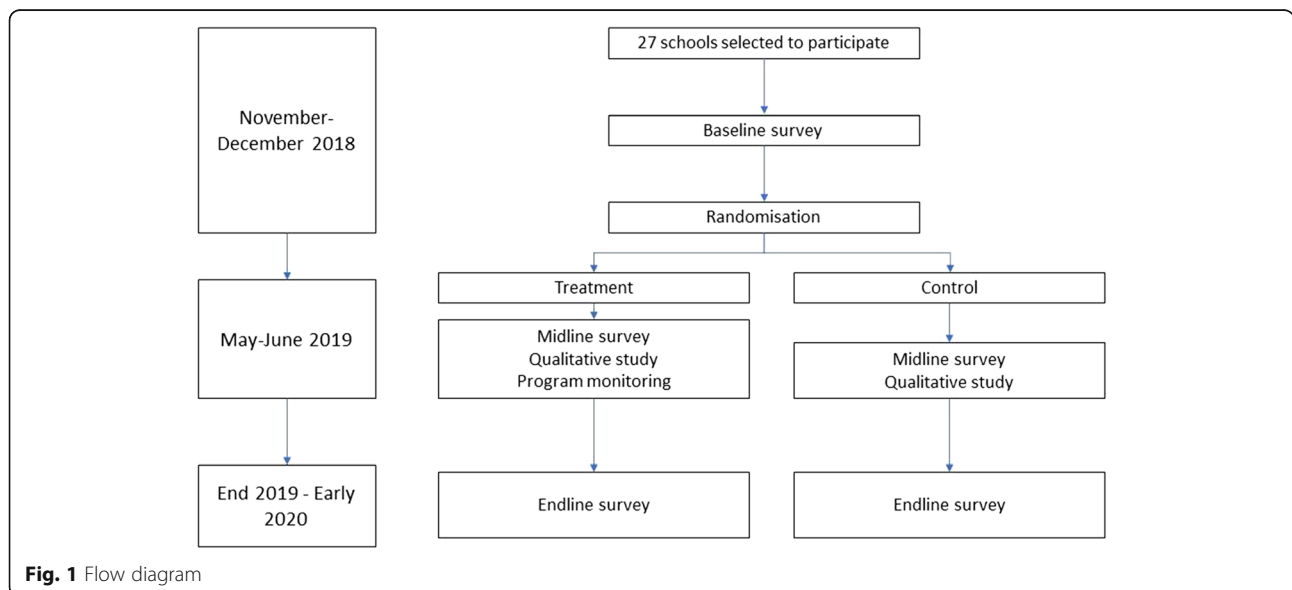 November-
December 2018
27 schools selected to participate
Baseline survey
Randomisation
Treatment
Control
May-June 2019
Midline survey
Qualitative study
Program monitoring
Midline survey
Qualitative study
End 2019 - Early
2020
Endline survey
Endline survey
Fig. 1 Flow diagram